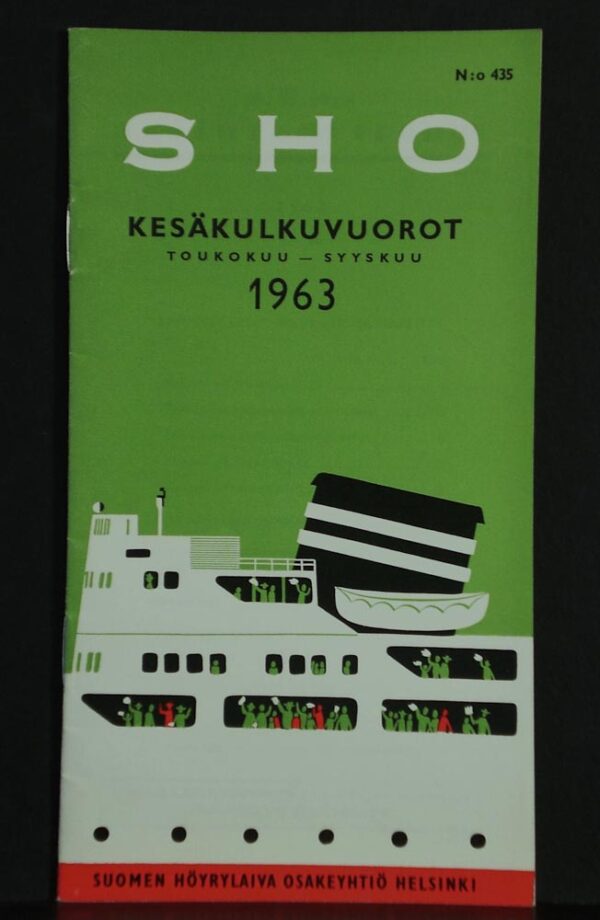 N:o 435
SHO
KESÄKULKUVUOROT
TOUKOKUU — SYYSKUU
1963
SUOMEN HÖYRYLAIVA OSAKEYHTIÖ HELSINKI